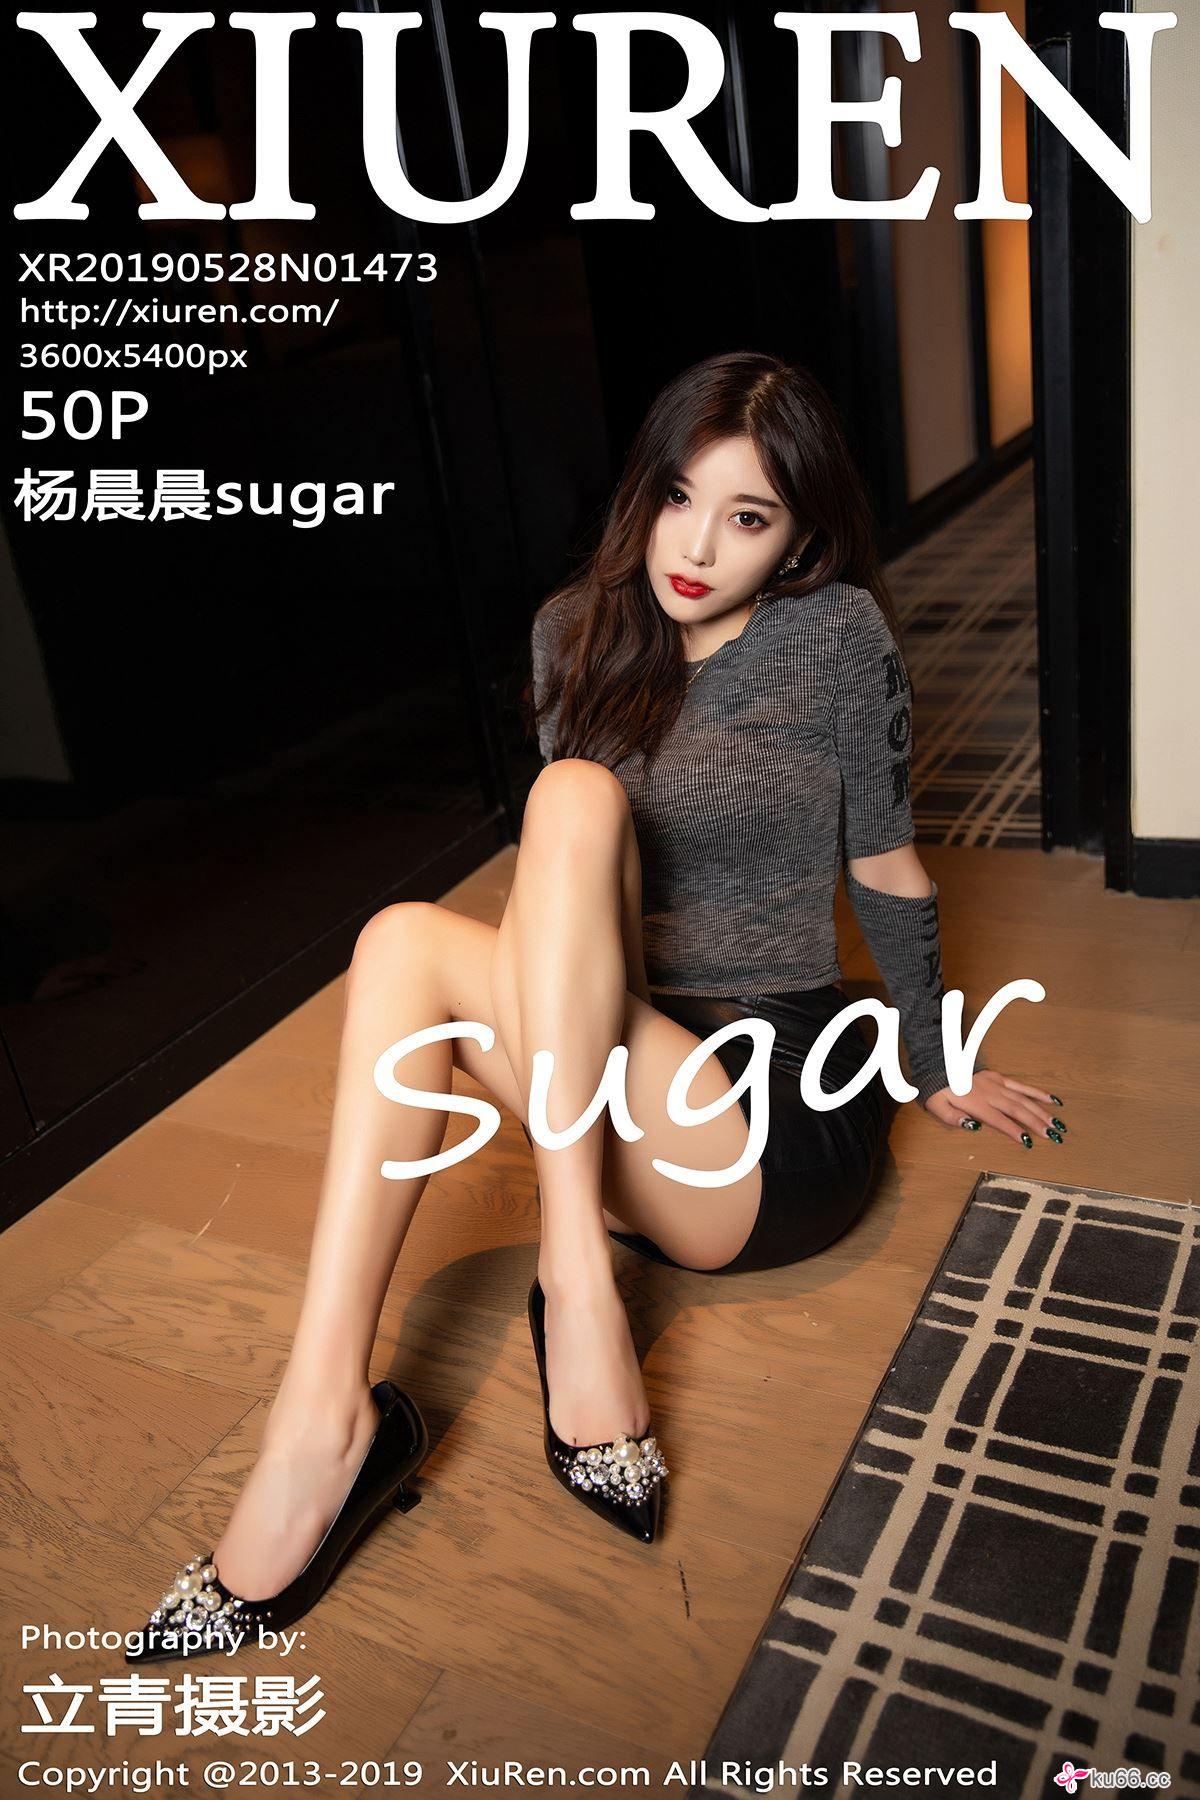 XIUREN
XR20190528N01473
http://xiuren.com/
3600x5400px
50P
杨晨晨sugar
sugar
Photography by:
立青摄影
Copyright @2013-2019 XiuRen.com All Rights Reserved
ku66.cc